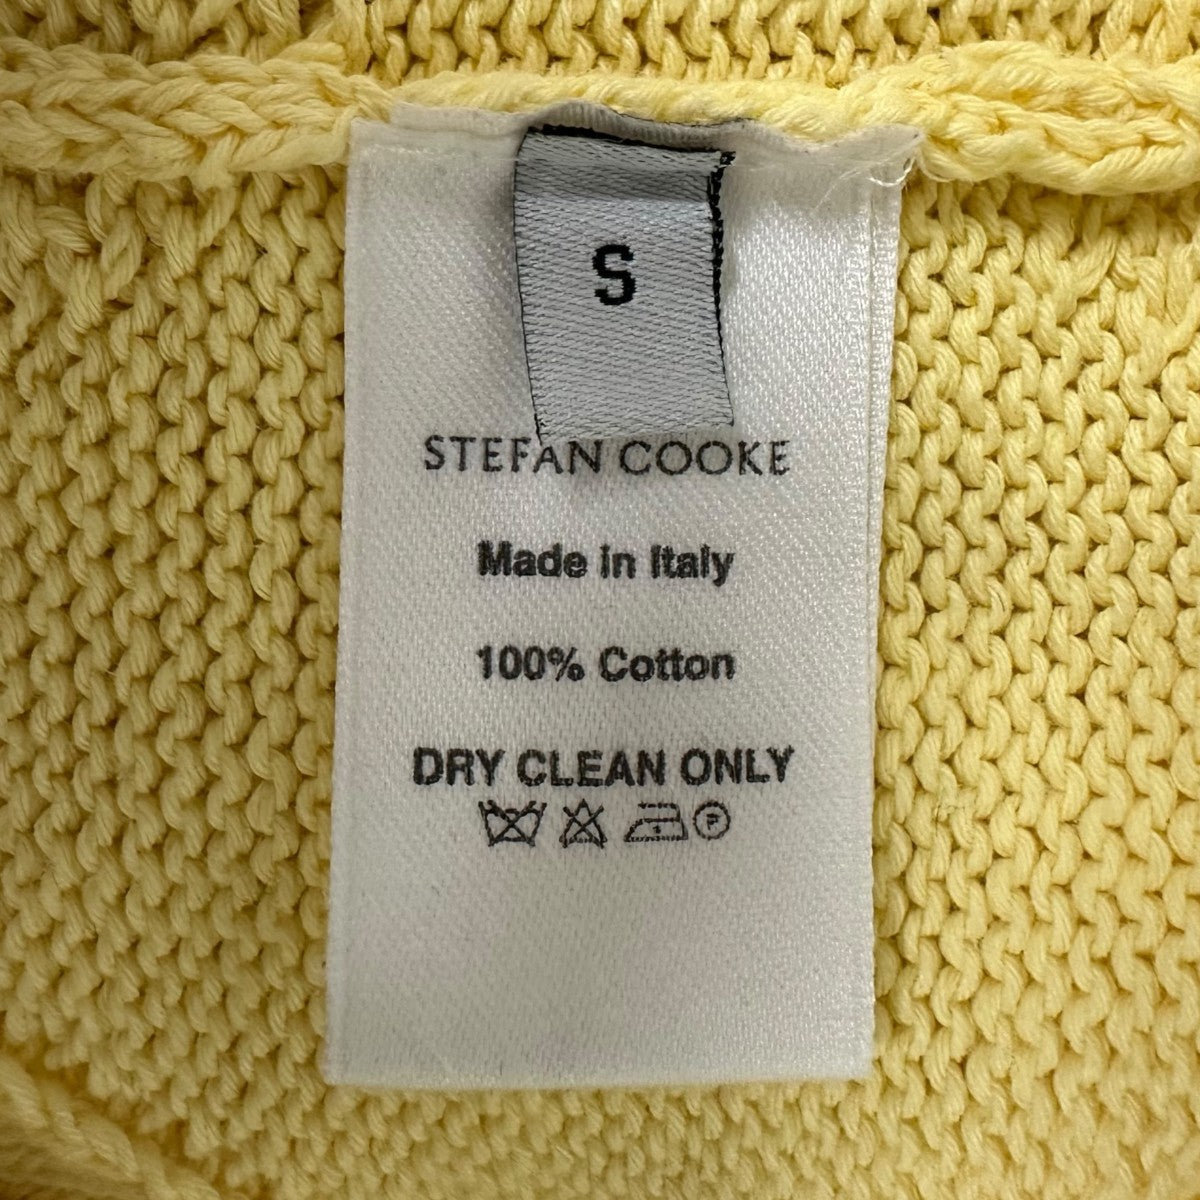 S
STEFAN COOKE
Made in Italy
100% Cotton
DRY CLEAN ONLY
P